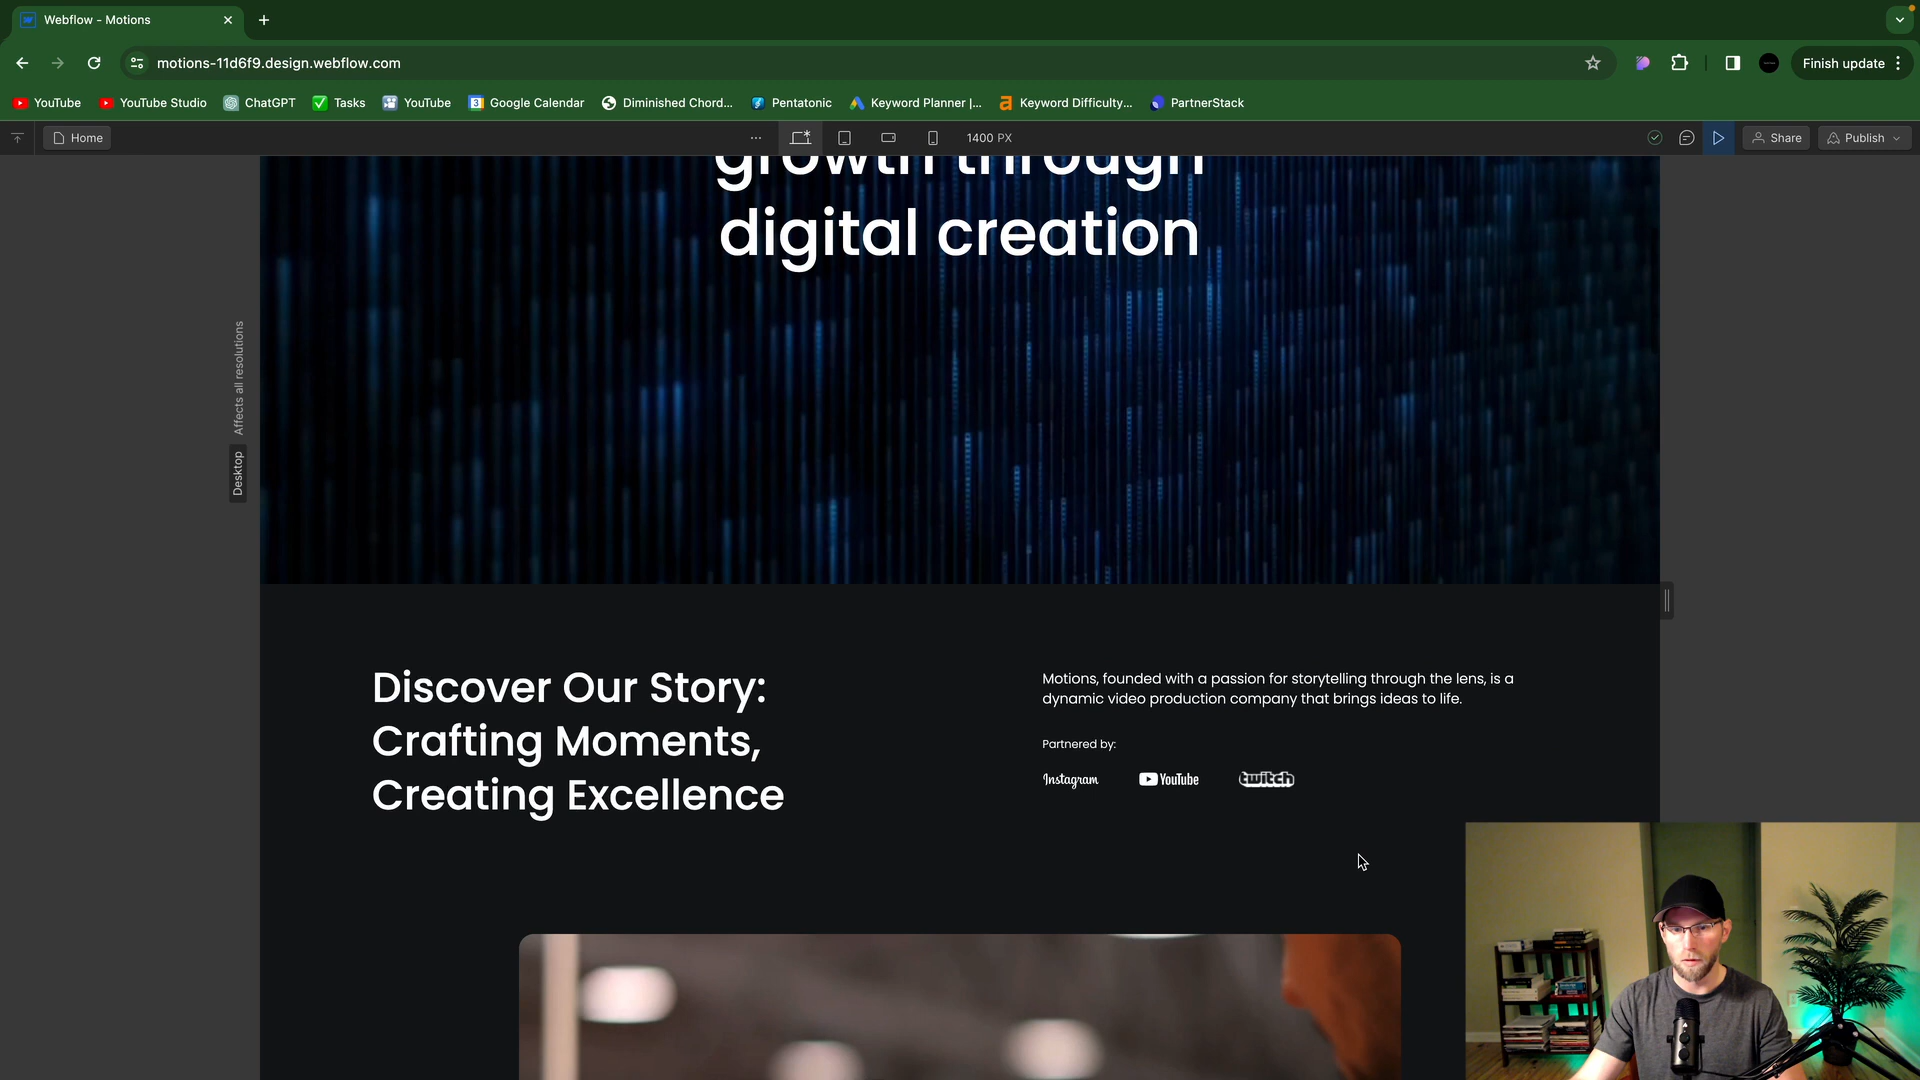 Webflow - Motions
motions-11d6f9.design.webflow.com
Finish update
YouTube
YouTube Studio
ChatGPT
Tasks
YouTube
Google Calendar
Diminished Chord...
Pentatonic
Keyword Planner |...
Keyword Difficulty...
PartnerStack
Home
1400 PX
Share
Publish
growth through
digital creation
Affects all resolutions
Desktop
Discover Our Story:
Crafting Moments,
Creating Excellence
Motions, founded with a passion for storytelling through the lens, is a
dynamic video production company that brings ideas to life.
Partnered by:
Instagram
YouTube
twitch